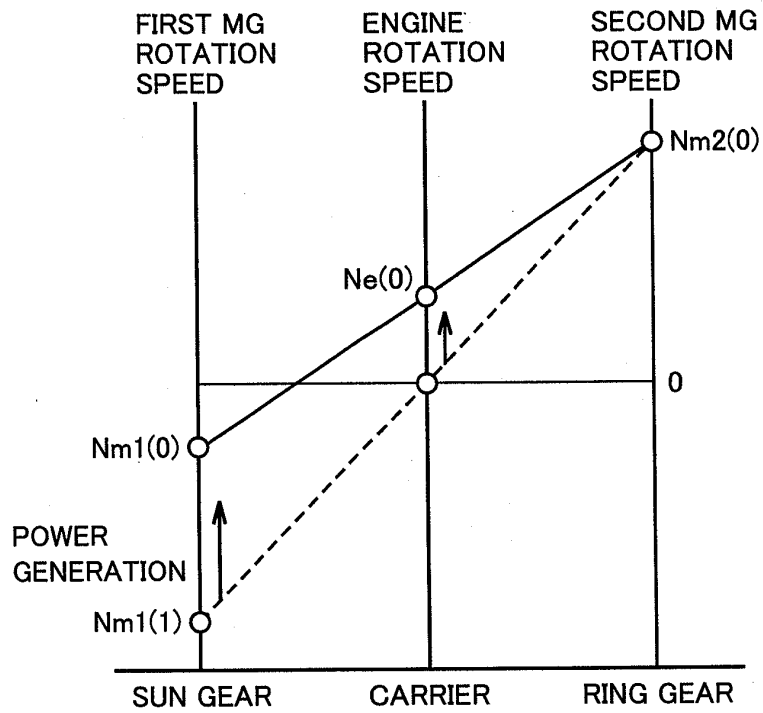 FIRST MG
ROTATION
SPEED
ENGINE
ROTATION
SPEED
SECOND MG
ROTATION
SPEED
Nm2(0)
Ne(0)
0
Nm1(0)
POWER
GENERATION
Nm1(1)
SUN GEAR
CARRIER
RING GEAR